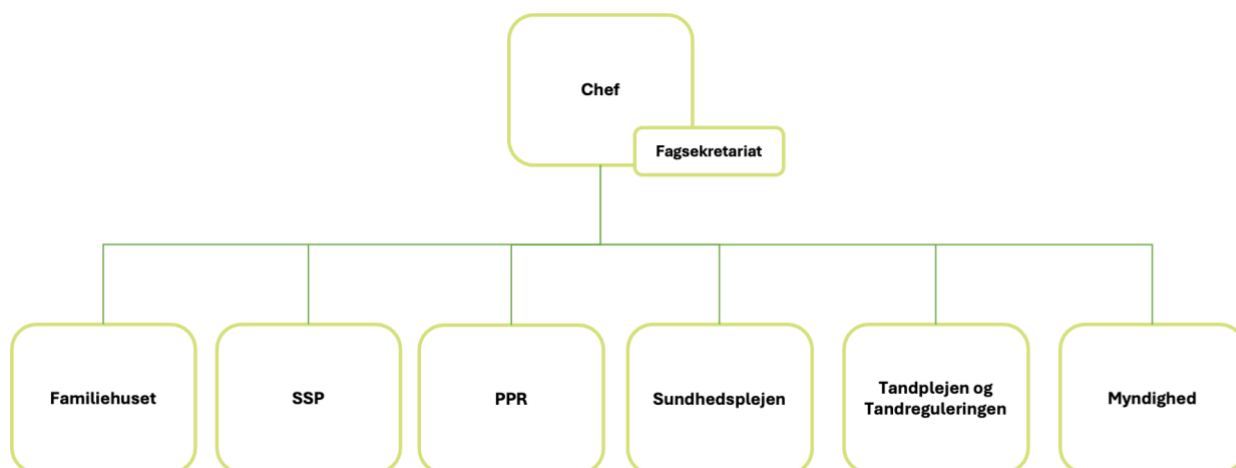 Chef
Fagsekretariat
Familiehuset
SSP
PPR
Sundhedsplejen
Tandplejen og
Tandreguleringen
Myndighed